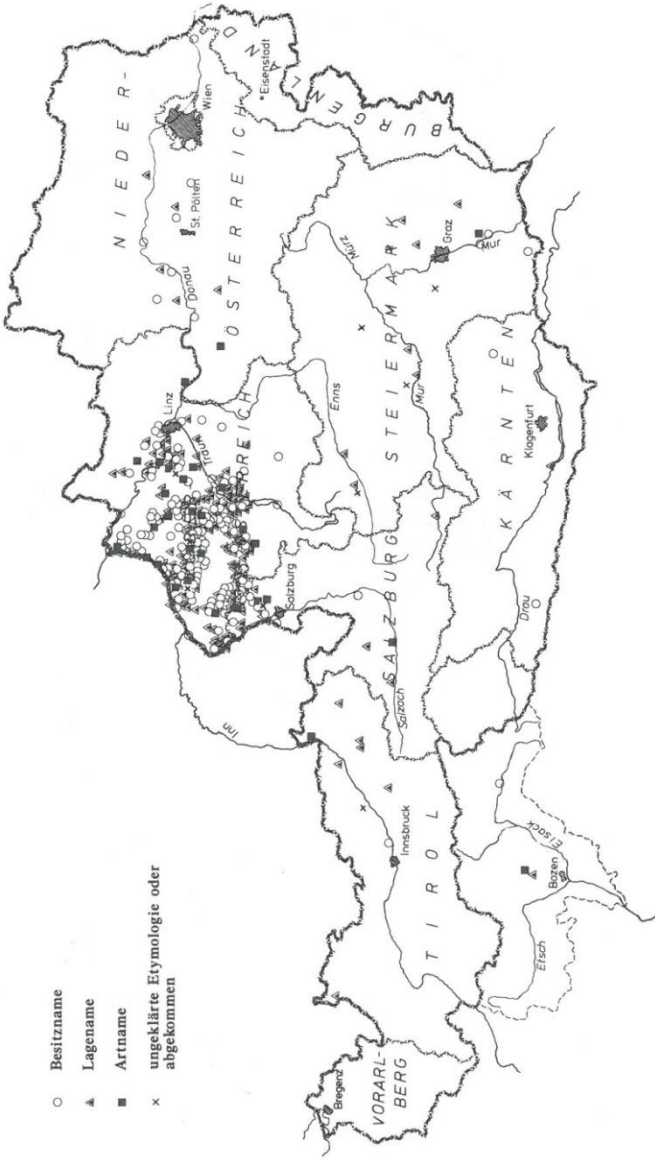 ○ Besitzname
▲ Lagename
■ Artname
× ungeklärte Etymologie oder
abgekommen
NIEDER-
ÖSTERREICH
Wien
St. Pölten
Donau
Eisenstadt
BURGENLAND
Linz
Traun
REICH
Enns
Mürz
STEIERMARK
Graz
Mur
Mur
Salzburg
SALZBURG
Salzach
KÄRNTEN
Klagenfurt
Drau
Inn
Innsbruck
TIROL
Eisack
Bozen
Etsch
Bregenz
VORARL-
BERG